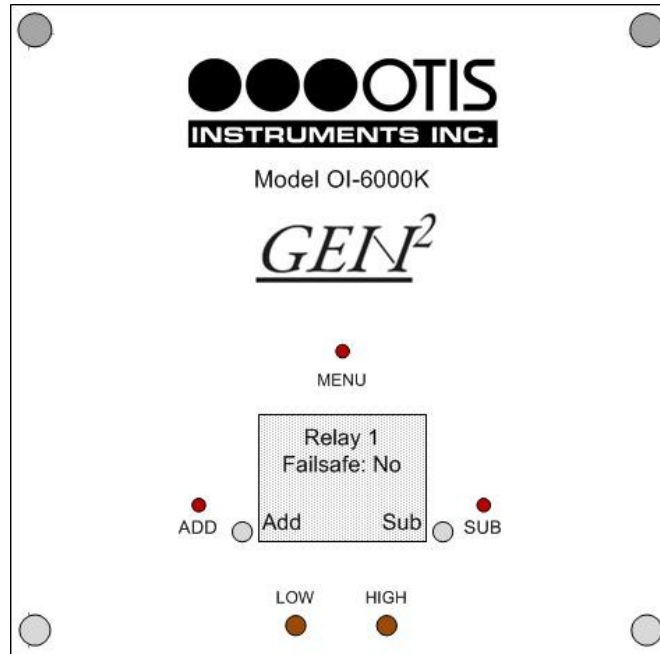 OTIS
INSTRUMENTS INC.
Model OI-6000K
GEN²
MENU
Relay 1
Failsafe: No
Add Sub
ADD SUB
LOW HIGH